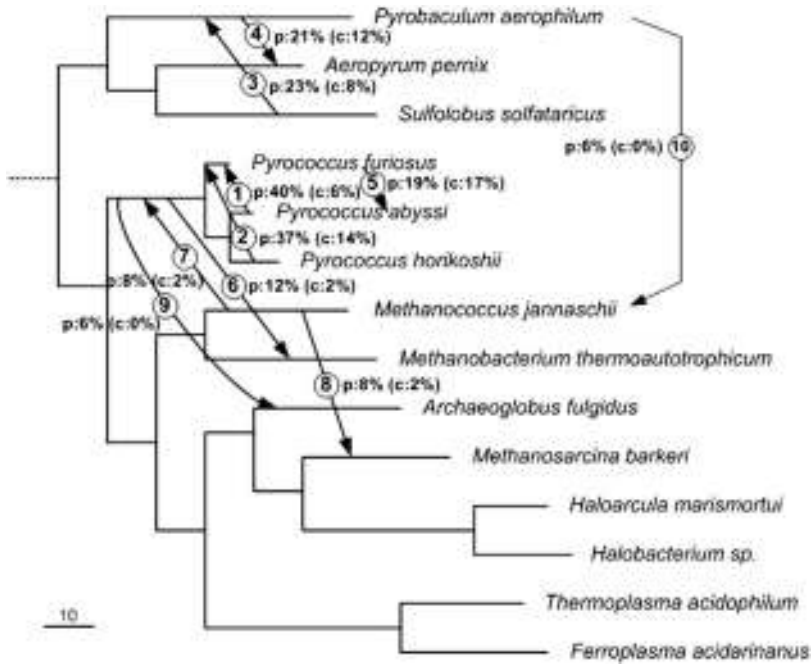 Pyrobaculum aerophilum
4 p:21% (c:12%)
Aeropyrum pernix
3 p:23% (c:8%)
Sulfolobus solfataricus
p:6% (c:0%) 10
Pyrococcus furiosus
1 p:40% (c:6%) 5 p:19% (c:17%)
Pyrococcus abyssi
2 p:37% (c:14%)
Pyrococcus horikoshii
7
p:8% (c:2%) 6 p:12% (c:2%)
9
Methanococcus jannaschii
p:6% (c:0%)
Methanobacterium thermoautotrophicum
8 p:8% (c:2%)
Archaeoglobus fulgidus
Methanosarcina barkeri
Haloarcula marismortui
Halobacterium sp.
Thermoplasma acidophilum
10
Ferroplasma acidarinanus